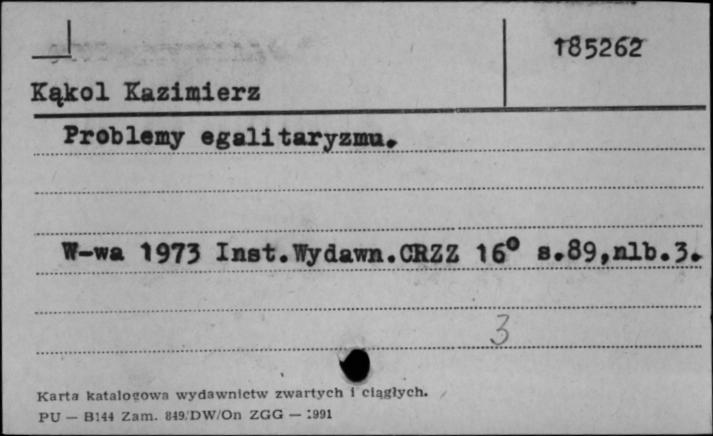 185262
Kąkol Kazimierz
Problemy egalitaryzmu.
W-wa 1973 Inst.Wydawn.CRZZ 16° s.89,nlb.3.
3
Karta katalogowa wydawnictw zwartych i ciągłych.
PU — B144 Zam. 849/DW/On ZGG — 1991